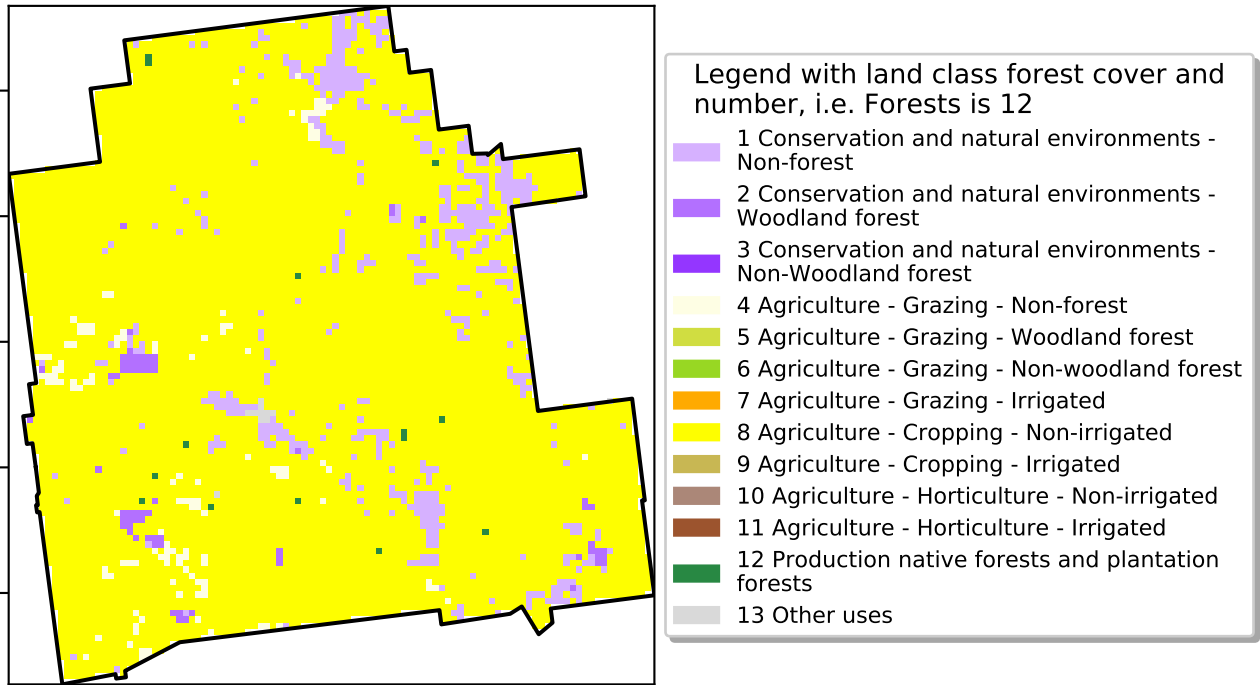 Legend with land class forest cover and
number, i.e. Forests is 12
1 Conservation and natural environments -
Non-forest
2 Conservation and natural environments -
Woodland forest
3 Conservation and natural environments -
Non-Woodland forest
4 Agriculture - Grazing - Non-forest
5 Agriculture - Grazing - Woodland forest
6 Agriculture - Grazing - Non-woodland forest
7 Agriculture - Grazing - Irrigated
8 Agriculture - Cropping - Non-irrigated
9 Agriculture - Cropping - Irrigated
10 Agriculture - Horticulture - Non-irrigated
11 Agriculture - Horticulture - Irrigated
12 Production native forests and plantation
forests
13 Other uses